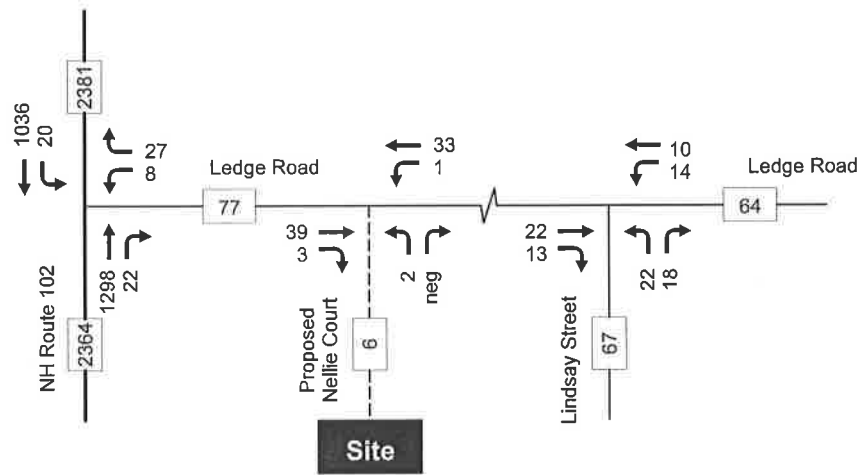 2381
1036
20
27
8
Ledge Road
33
1
10
14
Ledge Road
77
64
39
3
22
13
1298
22
2
neg
22
18
NH Route 102
2364
Proposed
Nellie Court
6
Lindsay Street
67
Site